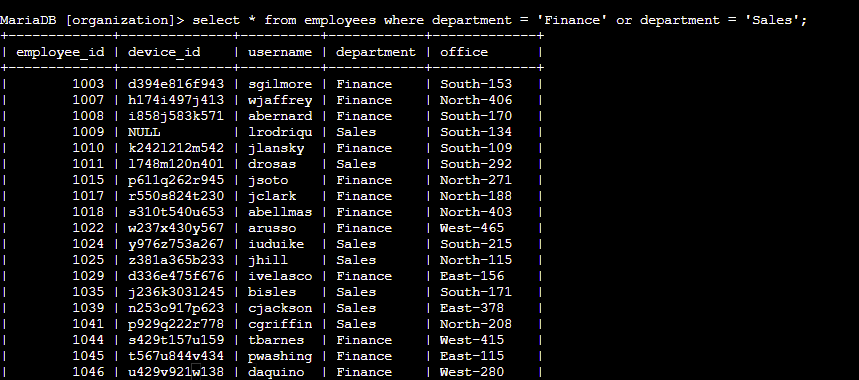 MariaDB [organization]> select * from employees where department = 'Finance' or department = 'Sales';
+-------------+--------------+----------+------------+-------------+
| employee_id | device_id    | username | department | office      |
+-------------+--------------+----------+------------+-------------+
|        1003 | d394e816f943 | sgilmore | Finance    | South-153   |
|        1007 | h174i497j413 | wjaffrey | Finance    | North-406   |
|        1008 | i858j583k571 | abernard | Finance    | South-170   |
|        1009 | NULL         | lrodriqu | Sales      | South-134   |
|        1010 | k242l212m542 | jlansky  | Finance    | South-109   |
|        1011 | l748m120n401 | drosas   | Sales      | South-292   |
|        1015 | p611q262r945 | jsoto    | Finance    | North-271   |
|        1017 | r550s824t230 | jclark   | Finance    | North-188   |
|        1018 | s310t540u653 | abellmas | Finance    | North-403   |
|        1022 | w237x430y567 | arusso   | Finance    | West-465    |
|        1024 | y976z753a267 | iuduike  | Sales      | South-215   |
|        1025 | z381a365b233 | jhill    | Sales      | North-115   |
|        1029 | d336e475f676 | ivelasco | Finance    | East-156    |
|        1035 | j236k303l245 | bisles   | Sales      | South-171   |
|        1039 | n253o917p623 | cjackson | Sales      | East-378    |
|        1041 | p929q222r778 | cgriffin | Sales      | North-208   |
|        1044 | s429t157u159 | tbarnes  | Finance    | West-415    |
|        1045 | t567u844v434 | pwashing | Finance    | East-115    |
|        1046 | u429v921w138 | daquino  | Finance    | West-280    |